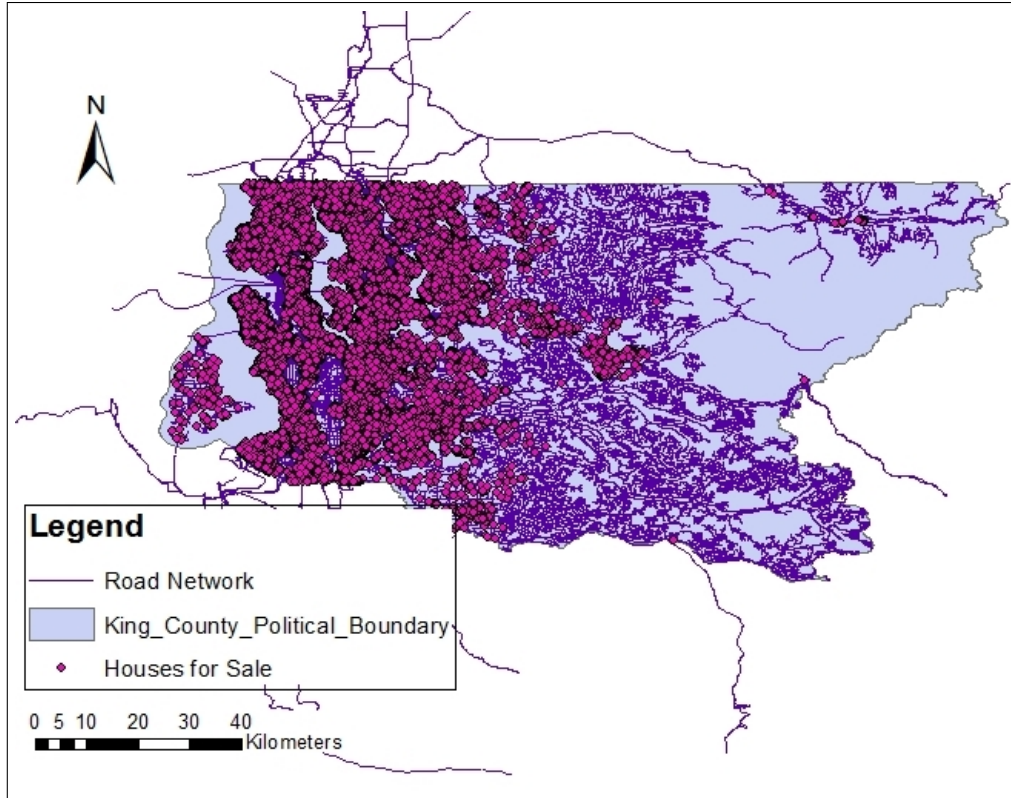 N
Legend
Road Network
King_County_Political_Boundary
Houses for Sale
0 5 10 20 30 40
Kilometers